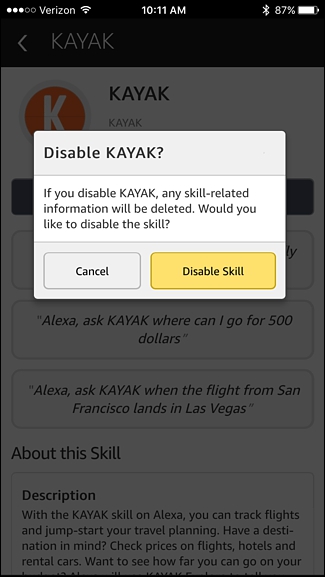 Verizon 10:11 AM 87%
KAYAK
K
KAYAK
KAYAK
Disable KAYAK?
If you disable KAYAK, any skill-related
information will be deleted. Would you
like to disable the skill?
Cancel Disable Skill
"Alexa, ask KAYAK where can I go for 500
dollars"
"Alexa, ask KAYAK when the flight from San
Francisco lands in Las Vegas"
About this Skill
Description
With the KAYAK skill on Alexa, you can track flights
and jump-start your travel planning. Have a desti-
nation in mind? Check prices on flights, hotels and
rental cars. Want to see how far you can go on your